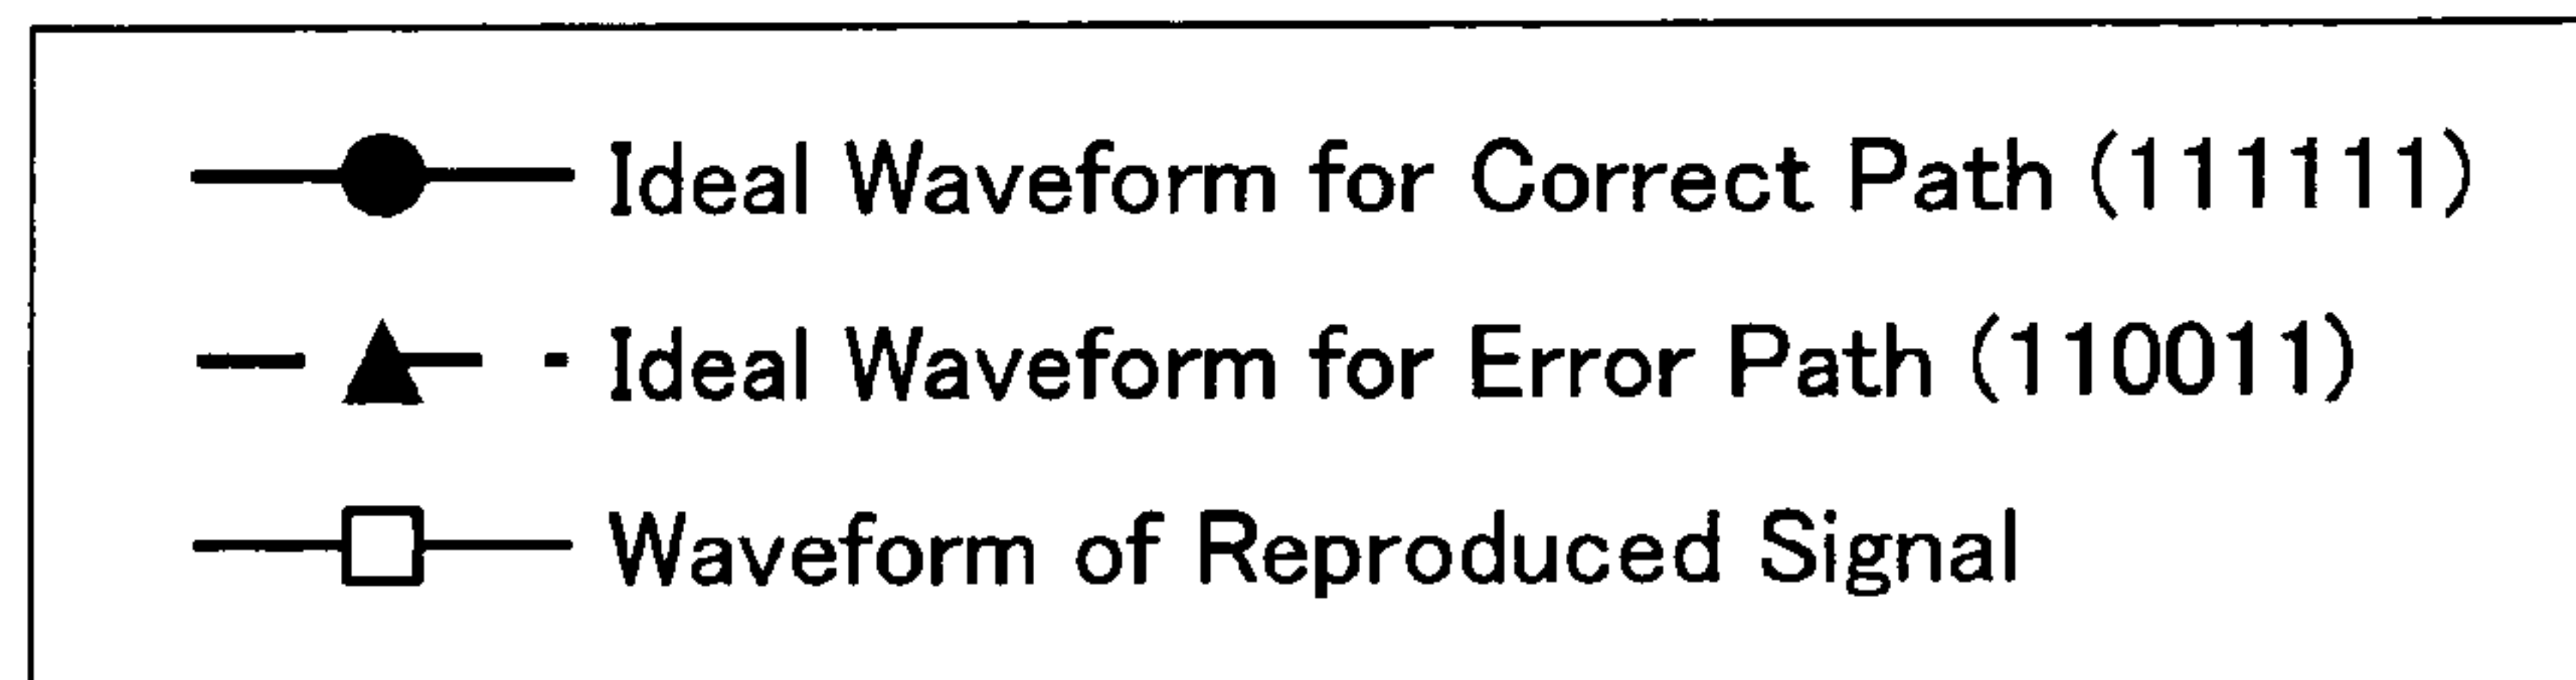 Ideal Waveform for Correct Path (111111)
Ideal Waveform for Error Path (110011)
Waveform of Reproduced Signal